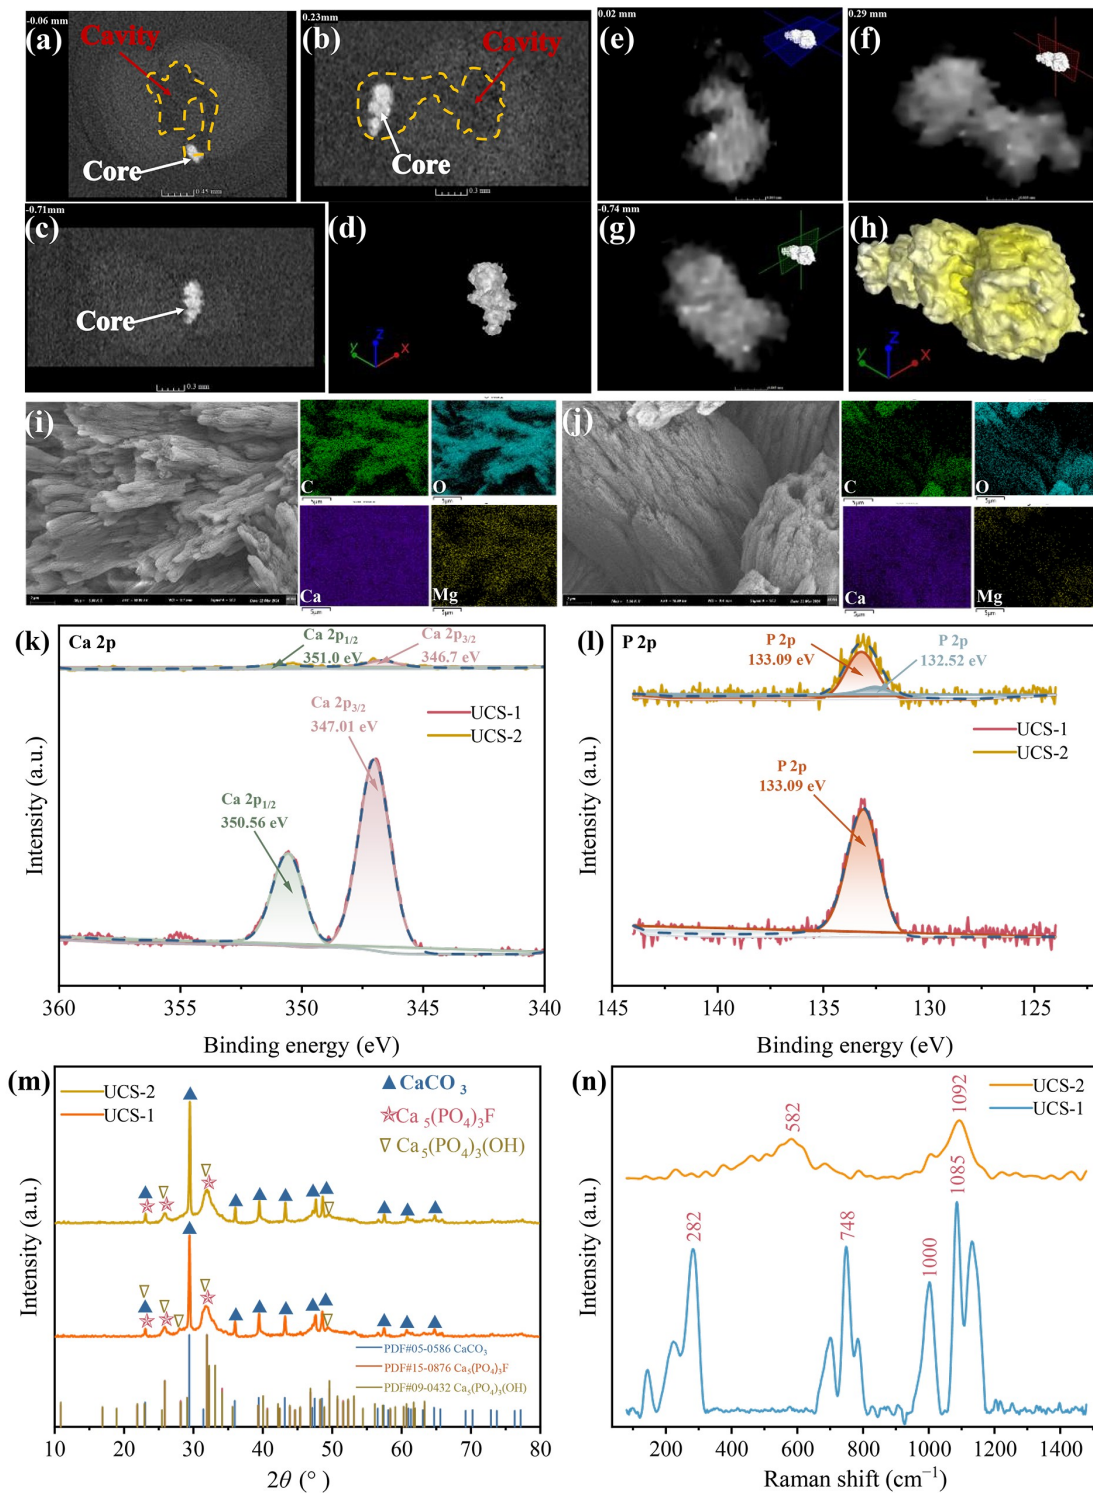 -0.06 mm
(a)
Cavity
Core
0.45 mm
0.23mm
(b)
Cavity
Core
0.3 mm
0.02 mm
(e)
0.29 mm
(f)
-0.71mm
(c)
Core
0.3 mm
(d)
Z
Y
X
-0.74 mm
(g)
(h)
Z
Y
X
(i)
C
5μm
O
5μm
Ca
5μm
Mg
5μm
(j)
C
5μm
O
5μm
Ca
5μm
Mg
5μm
(k)
Ca 2p
Ca 2p1/2
351.0 eV
Ca 2p3/2
346.7 eV
Ca 2p3/2
347.01 eV
UCS-1
UCS-2
Ca 2p1/2
350.56 eV
Intensity (a.u.)
360 355 350 345 340
Binding energy (eV)
(l)
P 2p
P 2p
133.09 eV
P 2p
132.52 eV
UCS-1
UCS-2
P 2p
133.09 eV
Intensity (a.u.)
145 140 135 130 125
Binding energy (eV)
(m)
UCS-2
UCS-1
CaCO3
Ca5(PO4)3F
Ca5(PO4)3(OH)
PDF#05-0586 CaCO3
PDF#15-0876 Ca5(PO4)3F
PDF#09-0432 Ca5(PO4)3(OH)
Intensity (a.u.)
10 20 30 40 50 60 70 80
2θ (°)
(n)
UCS-2
UCS-1
582
1092
282
748
1000
1085
Intensity (a.u.)
200 400 600 800 1000 1200 1400
Raman shift (cm−1)